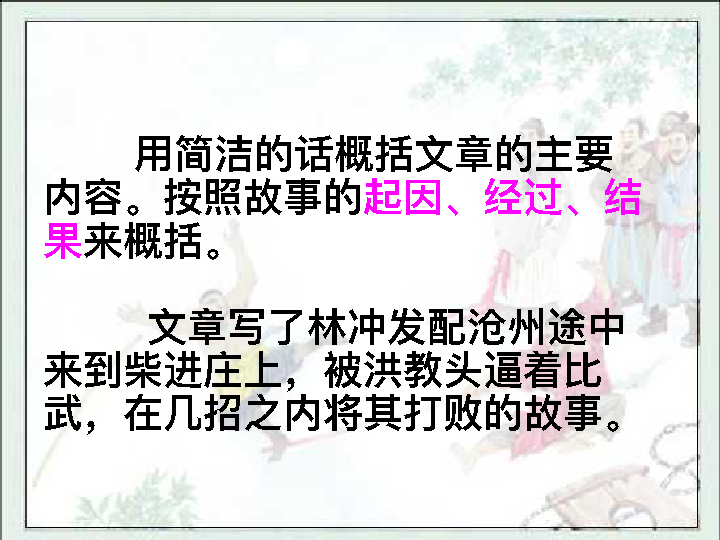 用简洁的话概括文章的主要
内容。按照故事的起因、经过、结
果来概括。
文章写了林冲发配沧州途中
来到柴进庄上，被洪教头逼着比
武，在几招之内将其打败的故事。